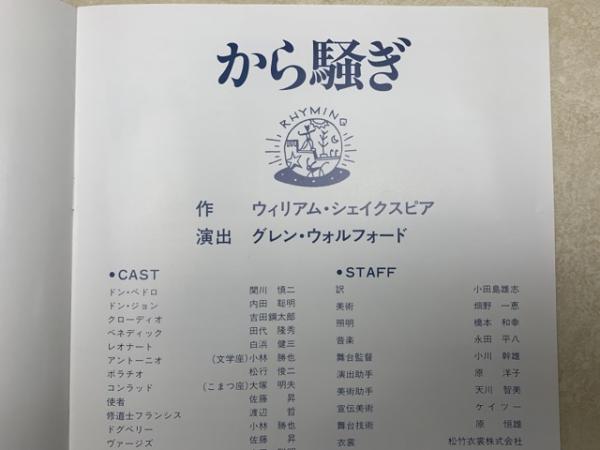 から騒ぎ
RHYMING
作 ウィリアム・シェイクスピア
演出 グレン・ウォルフォード
•CAST
ドン・ペドロ 関川 慎二
ドン・ジョン 内田 聡明
クローディオ 吉田鋼太郎
ベネディック 田代 隆秀
レオナート 白浜 健三
アントーニオ (文学座)小林 勝也
ボラチオ 松行 俊二
コンラッド (こまつ座)大塚 明夫
使者 佐藤 昇
修道士フランシス 渡辺 哲
ドグベリー 小林 勝也
ヴァージズ 佐藤 昇
•STAFF
訳 小田島雄志
美術 畑野 一恵
照明 橋本 和幸
音楽 永田 平八
舞台監督 小川 幹雄
演出助手 原 洋子
美術助手 天川 智美
宣伝美術 ケイツー
舞台技術 原 恒雄
衣裳 松竹衣裳株式会社